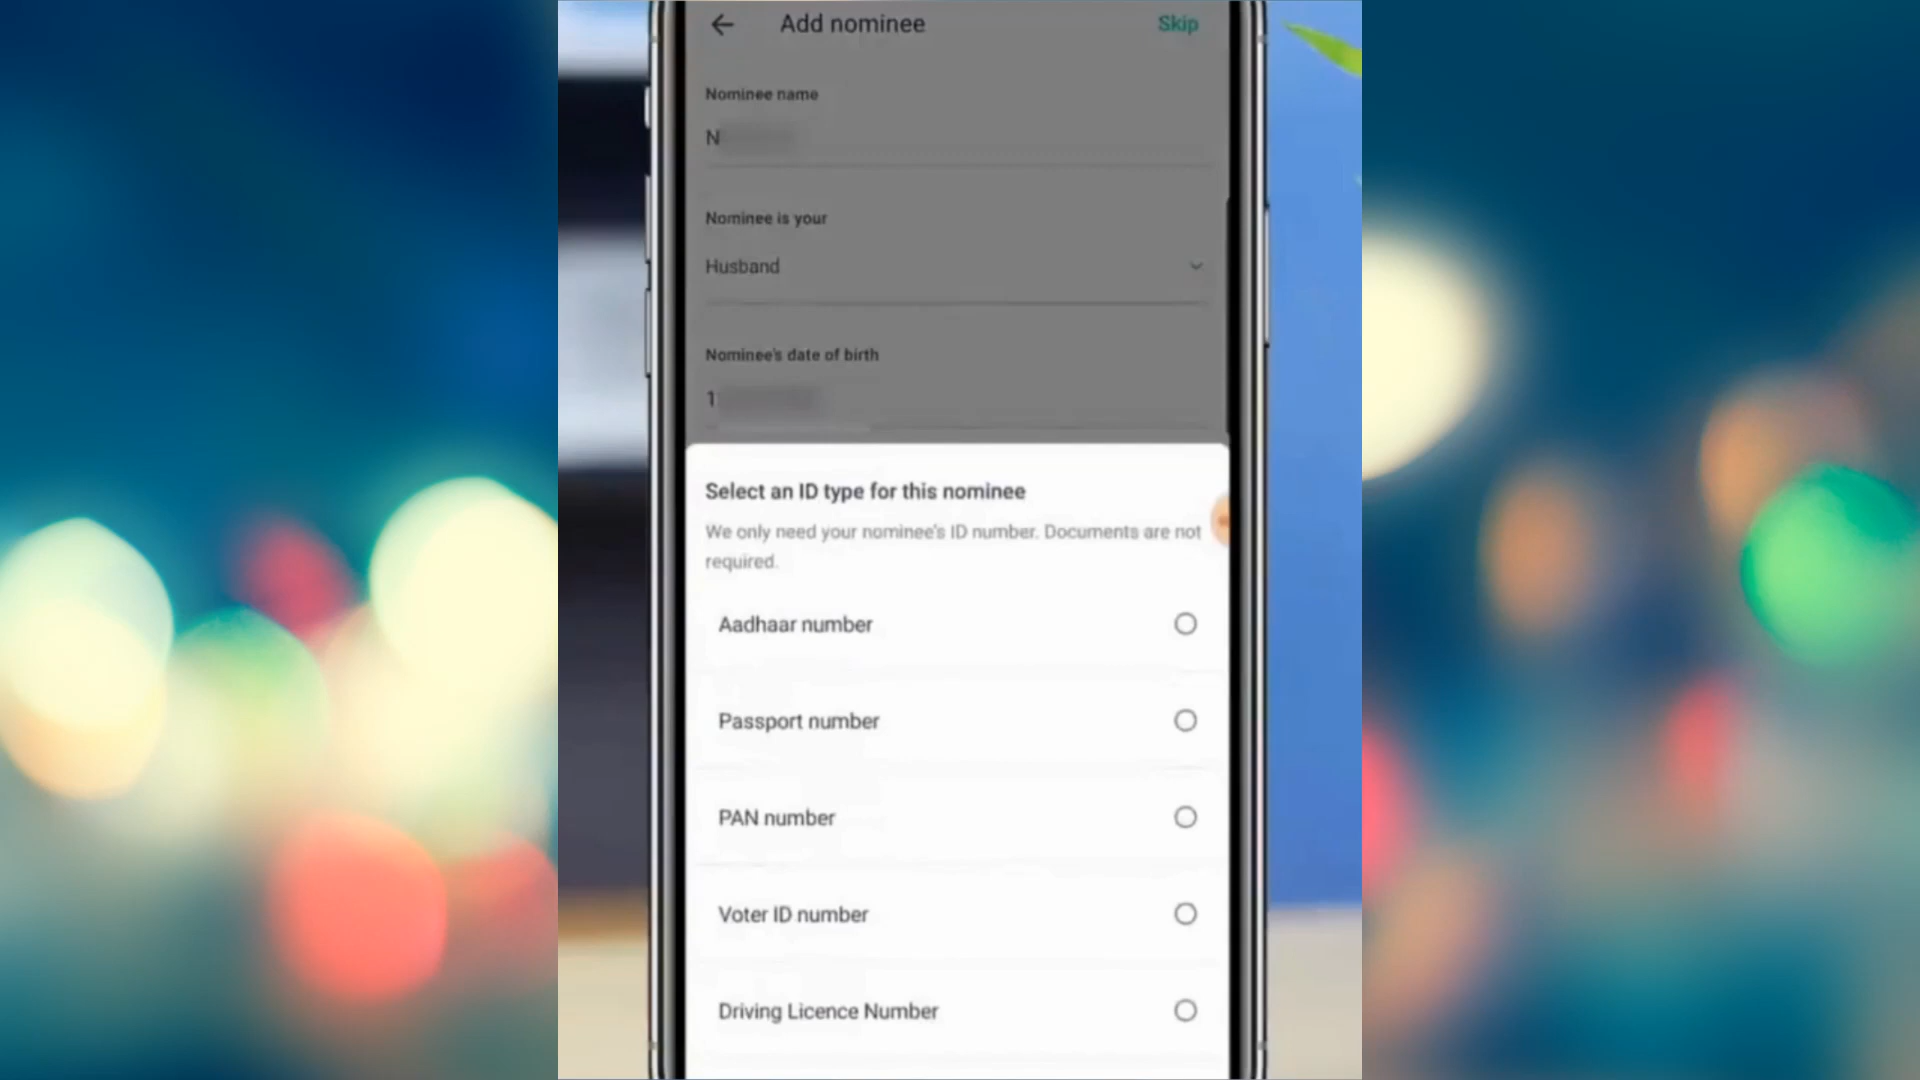 Add nominee
Skip
Nominee name
N
Nominee is your
Husband
Nominee's date of birth
1
Select an ID type for this nominee
We only need your nominee's ID number. Documents are not
required.
Aadhaar number
Passport number
PAN number
Voter ID number
Driving Licence Number